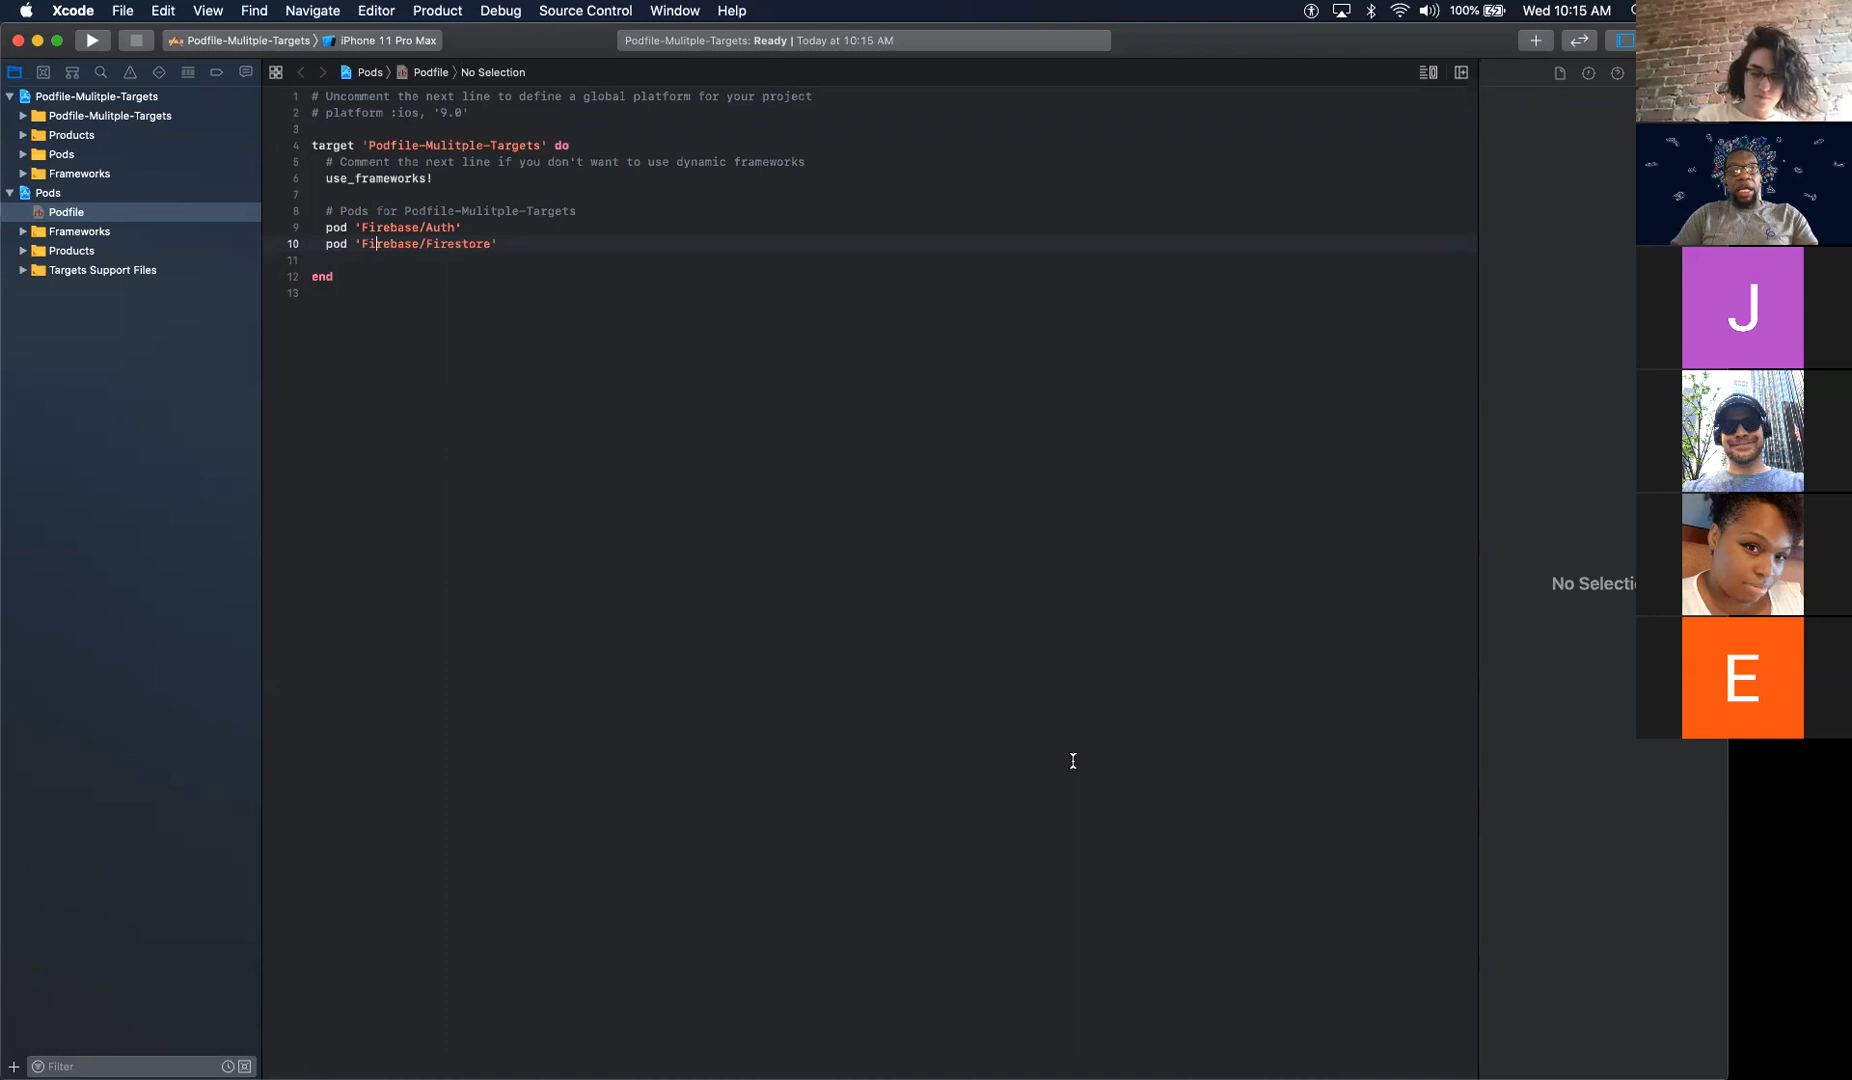 Xcode File Edit View Find Navigate Editor Product Debug Source Control Window Help
100% Wed 10:15 AM
Podfile-Mulitple-Targets iPhone 11 Pro Max
Podfile-Mulitple-Targets: Ready | Today at 10:15 AM
Pods Podfile No Selection
Podfile-Mulitple-Targets
Podfile-Mulitple-Targets
Products
Pods
Frameworks
Pods
Podfile
Frameworks
Products
Targets Support Files
1 # Uncomment the next line to define a global platform for your project
2 # platform :ios, '9.0'
3
4 target 'Podfile-Mulitple-Targets' do
5 # Comment the next line if you don't want to use dynamic frameworks
6 use_frameworks!
7
8 # Pods for Podfile-Mulitple-Targets
9 pod 'Firebase/Auth'
10 pod 'Firebase/Firestore'
11
12 end
13
No Selecti
J
E
Filter